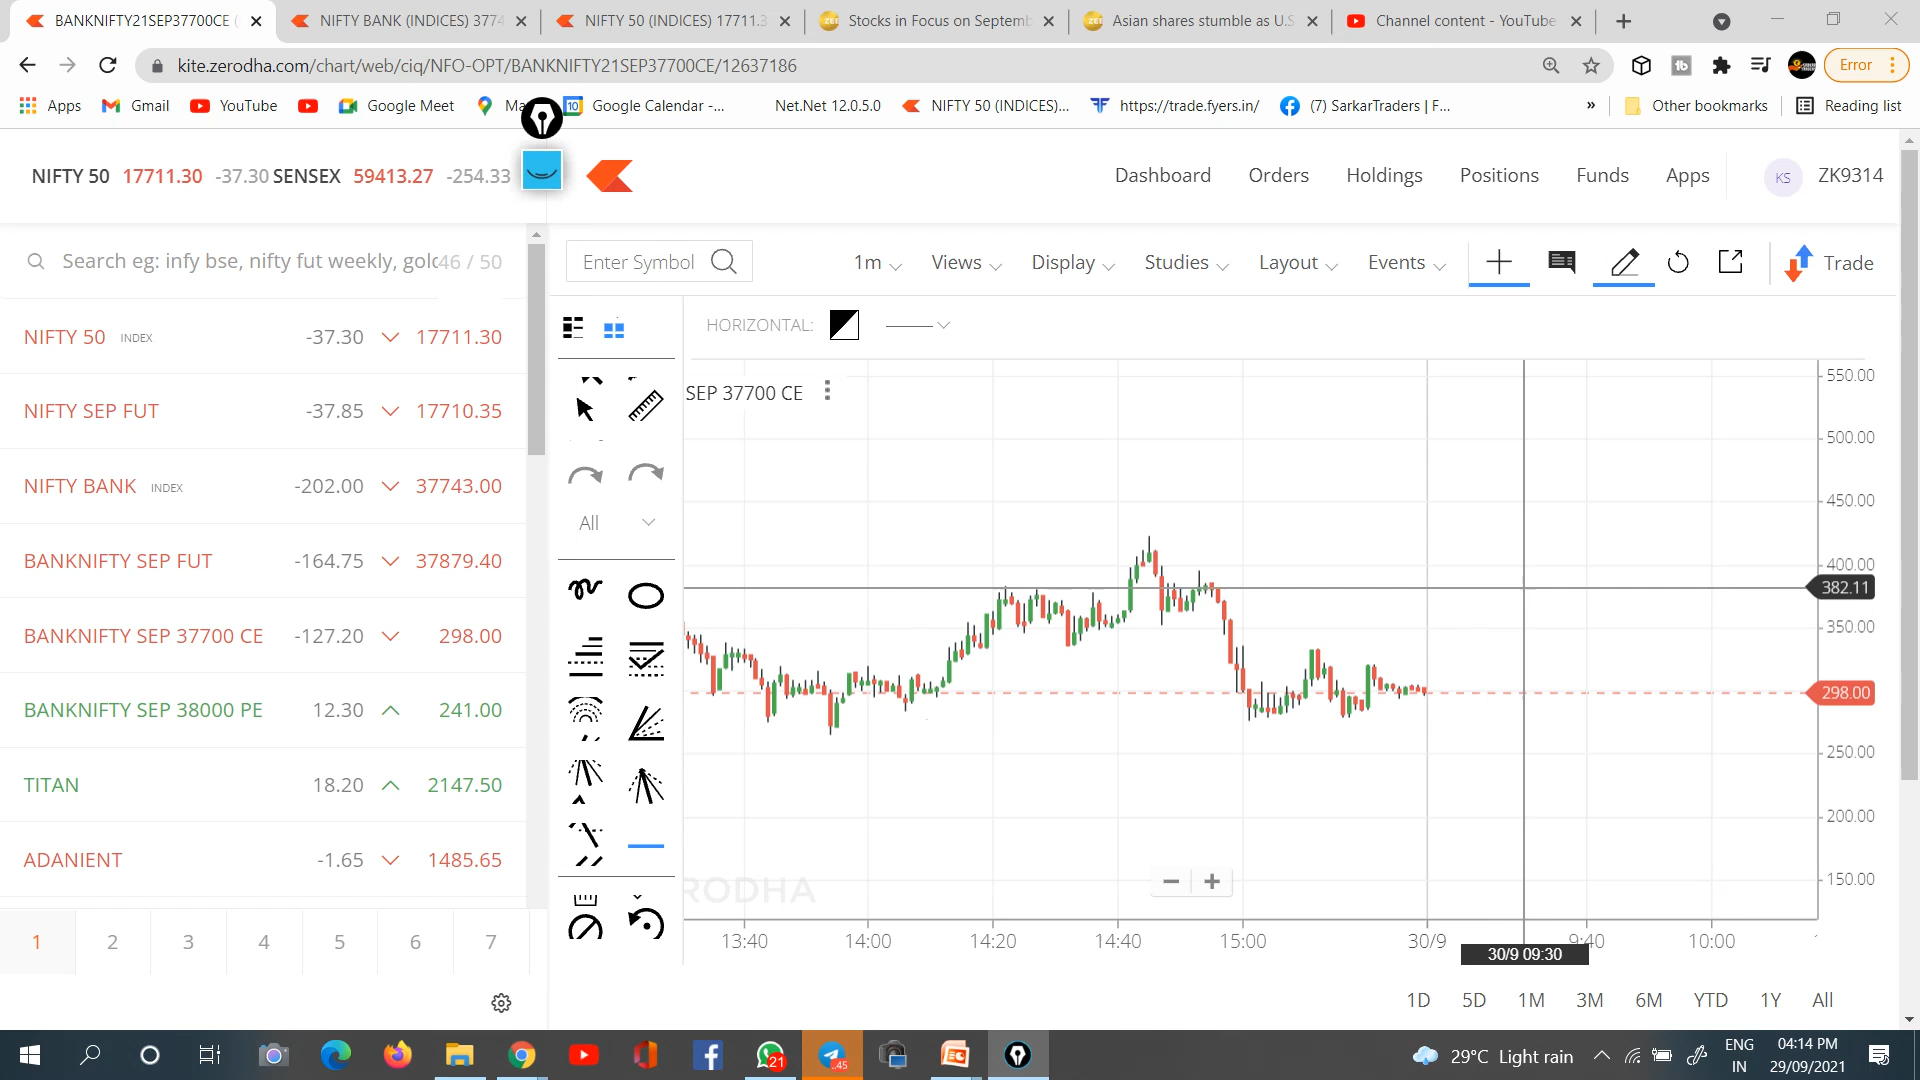 BANKNIFTY21SEP37700CE (
NIFTY BANK (INDICES) 3774
NIFTY 50 (INDICES) 17711.3
Stocks in Focus on Septemb
Asian shares stumble as U.S
Channel content - YouTube
kite.zerodha.com/chart/web/ciq/NFO-OPT/BANKNIFTY21SEP37700CE/12637186
Error
Apps
Gmail
YouTube
Google Meet
Google Calendar -...
Net.Net 12.0.5.0
NIFTY 50 (INDICES)...
https://trade.fyers.in/
(7) SarkarTraders | F...
»
Other bookmarks
Reading list
NIFTY 50 17711.30 -37.30 SENSEX 59413.27 -254.33
Dashboard
Orders
Holdings
Positions
Funds
Apps
KS
ZK9314
Search eg: infy bse, nifty fut weekly, gold
46 / 50
Enter Symbol
1m
Views
Display
Studies
Layout
Events
Trade
HORIZONTAL:
NIFTY 50 INDEX -37.30 17711.30
NIFTY SEP FUT -37.85 17710.35
NIFTY BANK INDEX -202.00 37743.00
BANKNIFTY SEP FUT -164.75 37879.40
BANKNIFTY SEP 37700 CE -127.20 298.00
BANKNIFTY SEP 38000 PE 12.30 241.00
TITAN 18.20 2147.50
ADANIENT -1.65 1485.65
1 2 3 4 5 6 7
All
SEP 37700 CE
550.00
500.00
450.00
400.00
382.11
350.00
298.00
250.00
200.00
150.00
RODHA
13:40 14:00 14:20 14:40 15:00 30/9 9:40 10:00
30/9 09:30
1D 5D 1M 3M 6M YTD 1Y All
21
45
29°C Light rain
ENG
IN
04:14 PM
29/09/2021